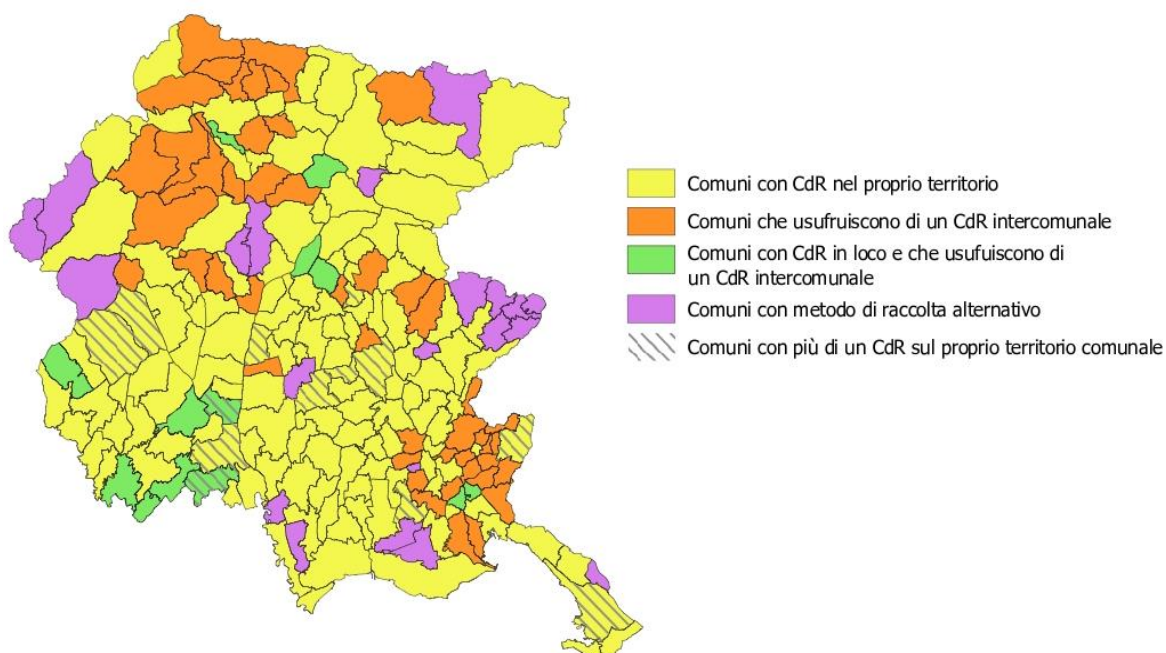 Comuni con CdR nel proprio territorio
Comuni che usufruiscono di un CdR intercomunale
Comuni con CdR in loco e che usufuiscono di
un CdR intercomunale
Comuni con metodo di raccolta alternativo
Comuni con più di un CdR sul proprio territorio comunale